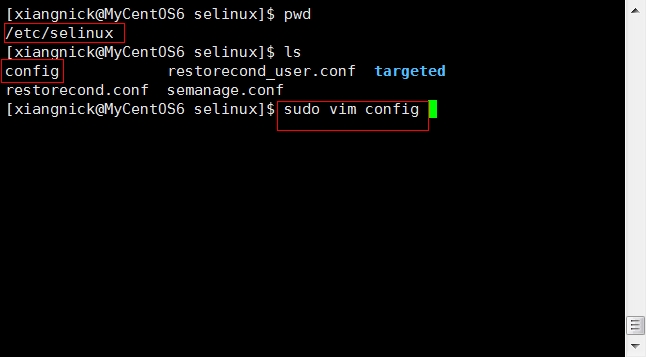 [xiangnick@MyCentOS6 selinux]$ pwd
/etc/selinux
[xiangnick@MyCentOS6 selinux]$ ls
config            restorecond_user.conf  targeted
restorecond.conf  semanage.conf
[xiangnick@MyCentOS6 selinux]$ sudo vim config